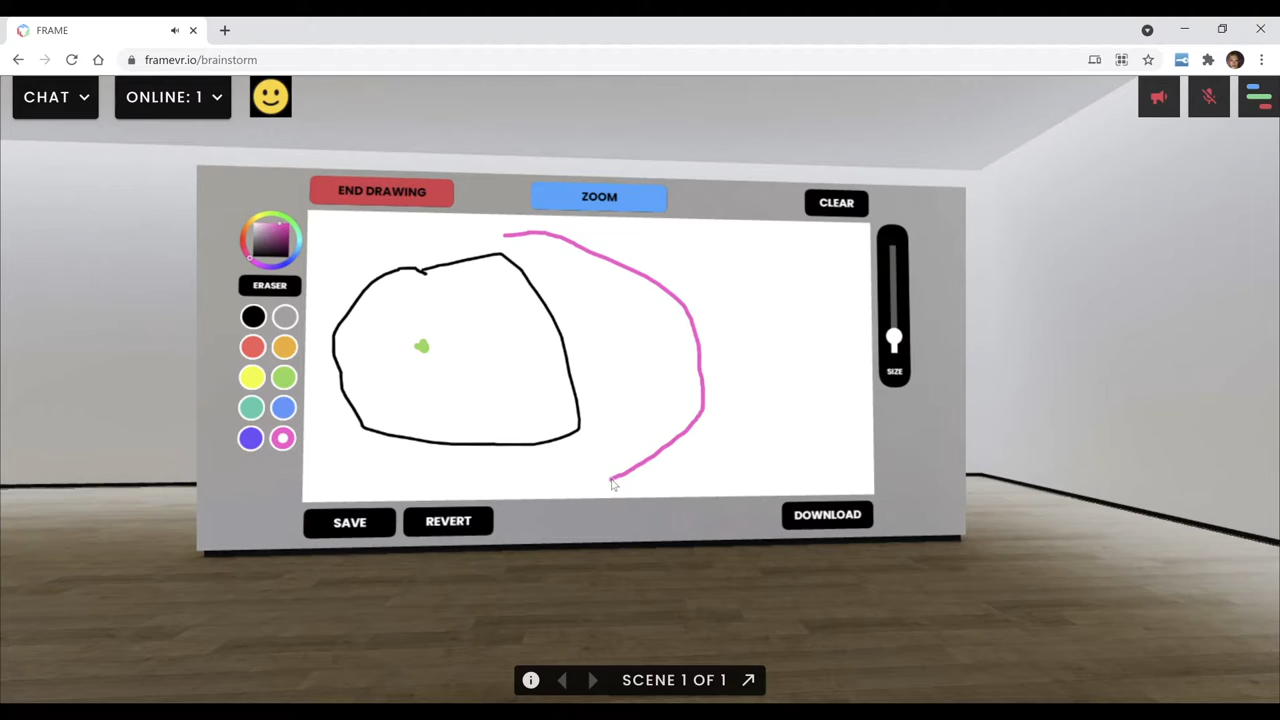 FRAME
framevr.io/brainstorm
CHAT
ONLINE: 1
END DRAWING
ZOOM
CLEAR
ERASER
SIZE
SAVE
REVERT
DOWNLOAD
SCENE 1 OF 1